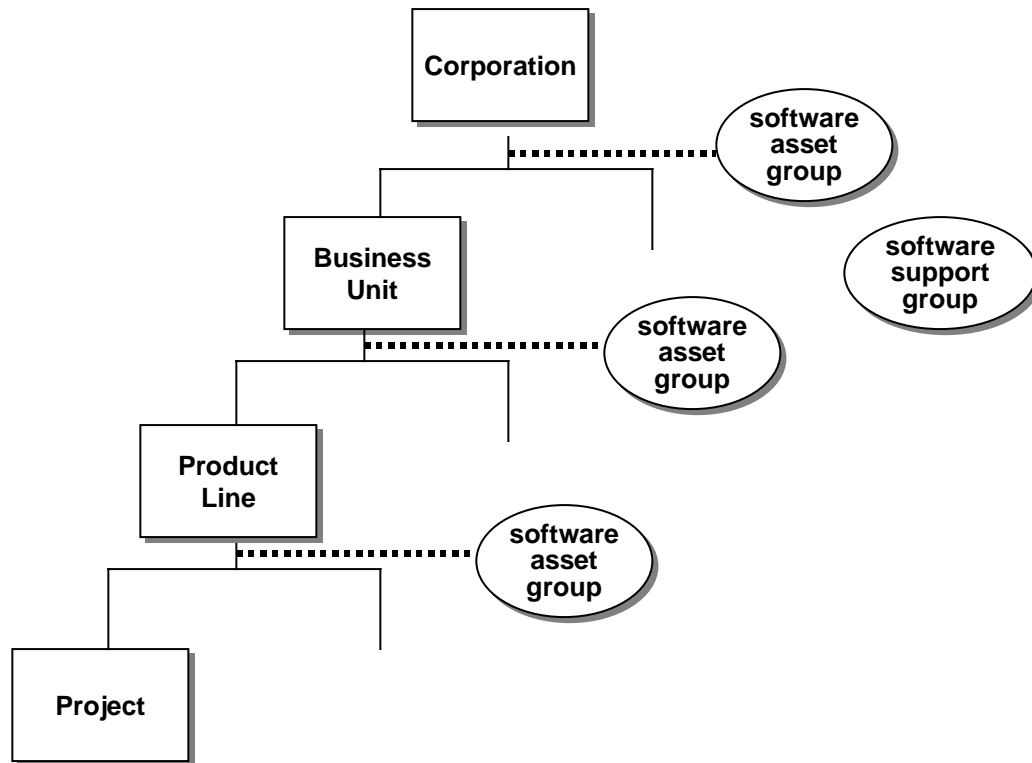 Corporation
software
asset
group
Business
Unit
software
support
group
software
asset
group
Product
Line
software
asset
group
Project